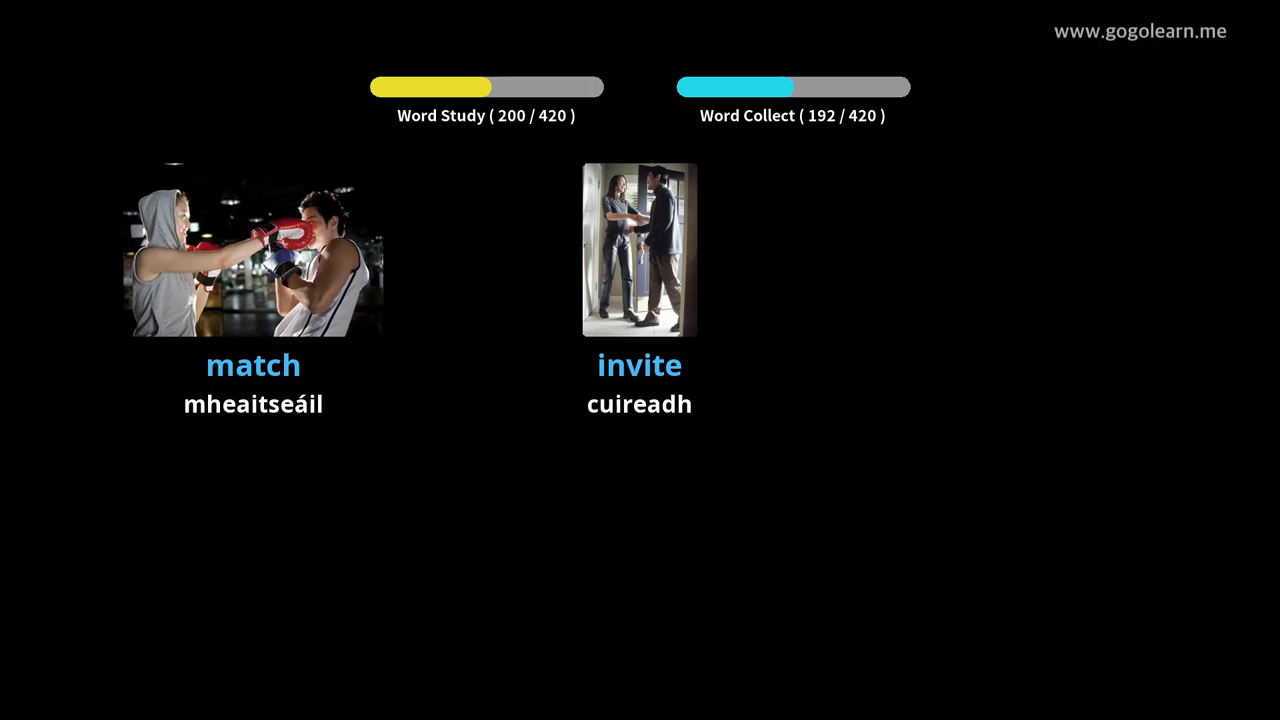 www.gogolearn.me
Word Study ( 200 / 420 )
Word Collect ( 192 / 420 )
match
mheaitseáil
invite
cuireadh